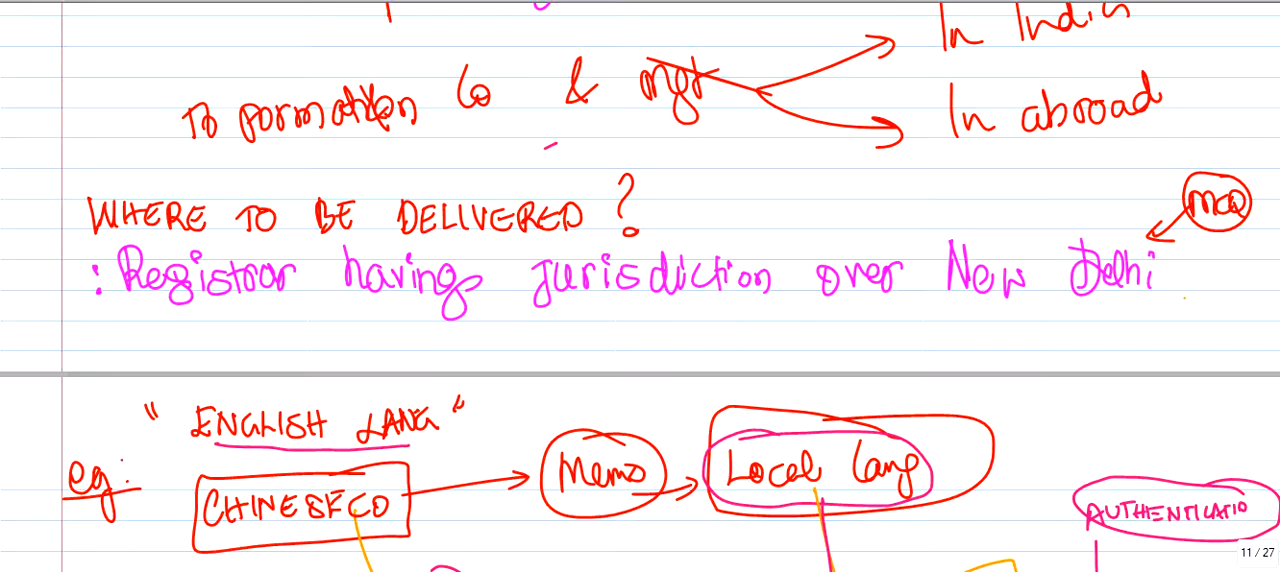 In India
To formation Co & mgt
In abroad
WHERE TO BE DELIVERED ?
MCQ
: Registrar having jurisdiction over New Delhi
" ENGLISH LANG "
eg:
CHINESE CO
Memo
Local lang
AUTHENTICATIO
11 / 27